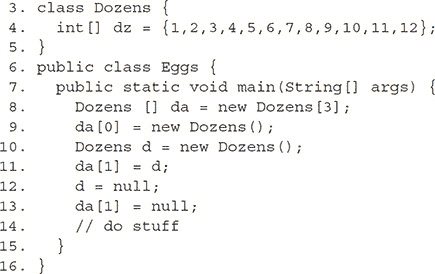 3. class Dozens {
4.   int[] dz = {1,2,3,4,5,6,7,8,9,10,11,12};
5. }
6. public class Eggs {
7.   public static void main(String[] args) {
8.     Dozens [] da = new Dozens[3];
9.     da[0] = new Dozens();
10.     Dozens d = new Dozens();
11.     da[1] = d;
12.     d = null;
13.     da[1] = null;
14.     // do stuff
15.   }
16. }